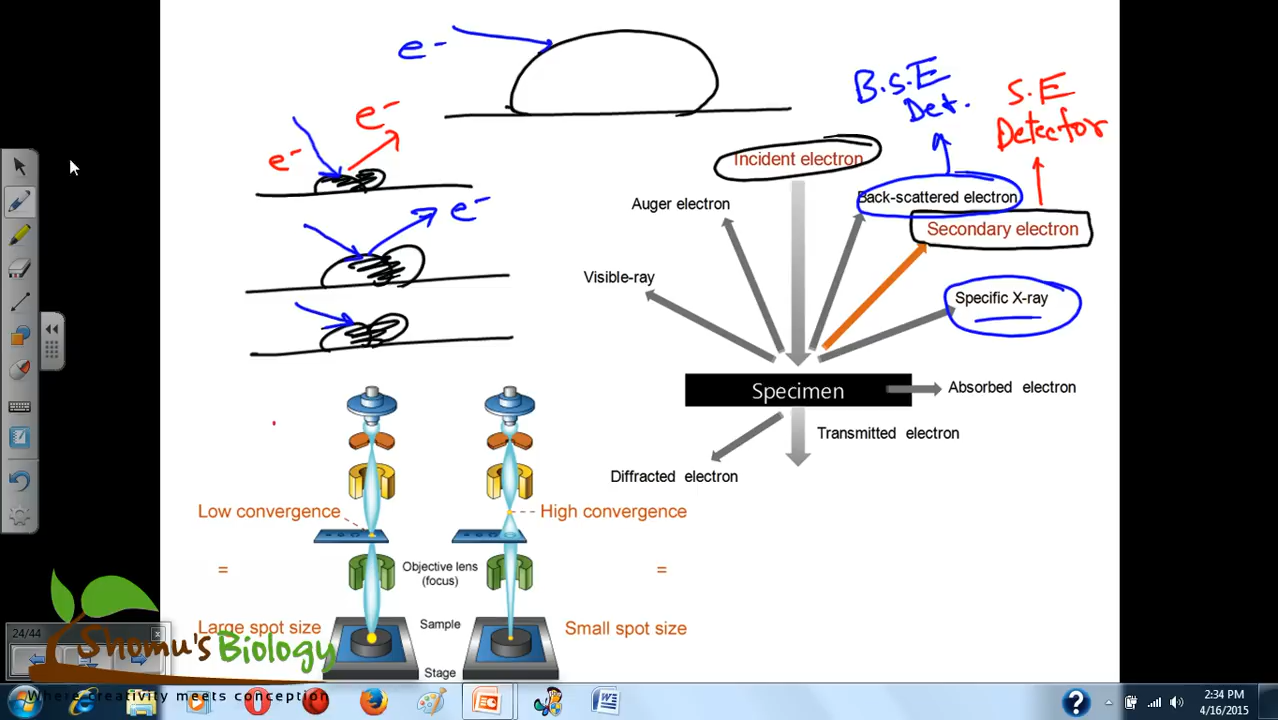 e-
B.S.E
Det.
S.E
Detector
e-
e-
e-
Incident electron
Back-scattered electron
Auger electron
Secondary electron
Visible-ray
Specific X-ray
Specimen
Absorbed electron
Transmitted electron
Diffracted electron
Low convergence
High convergence
Objective lens
(focus)
=
=
Large spot size
Sample
Small spot size
Stage
24/44
Shomu's Biology
Where creativity meets conception
2:34 PM
4/16/2015